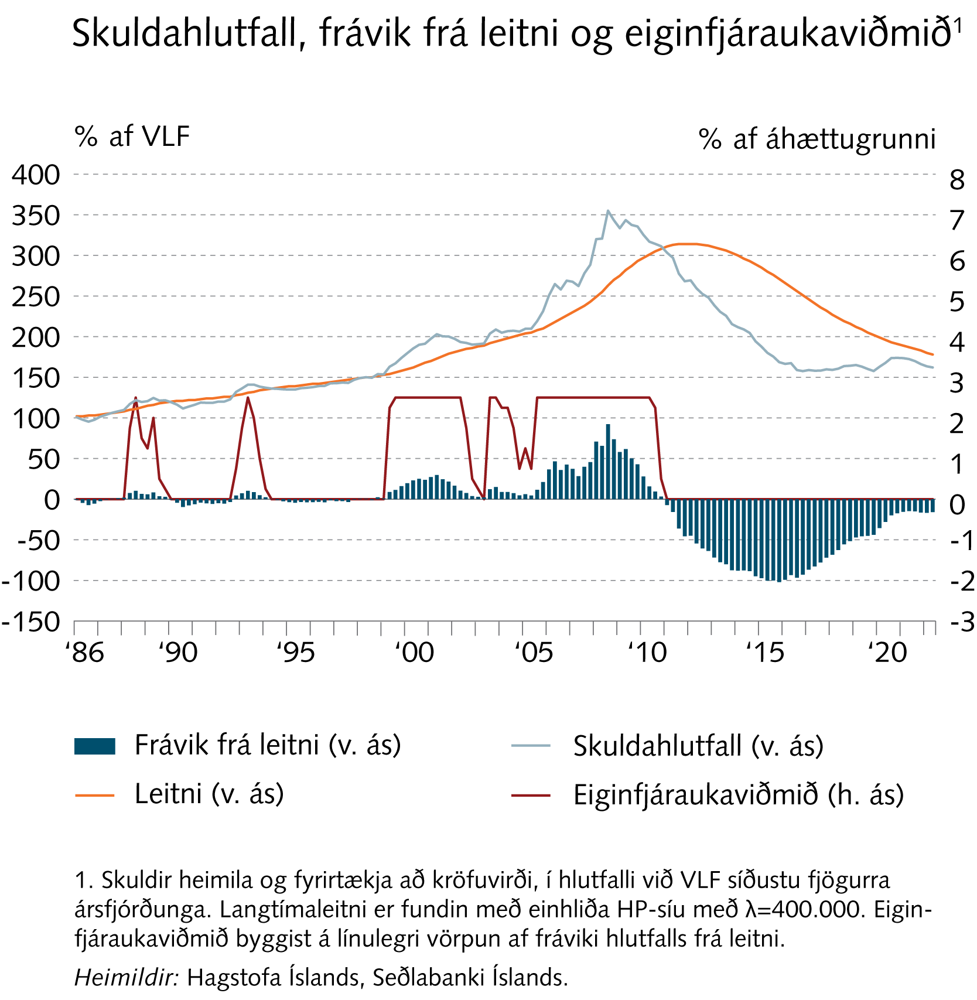 Skuldahlutfall, frávik frá leitni og eiginfjáraukaviðmið¹
% af VLF
% af áhættugrunni
400
350
300
250
200
150
100
50
0
-50
-100
-150
8
7
6
5
4
3
2
1
0
-1
-2
-3
‘86 ‘90 ‘95 ‘00 ‘05 ‘10 ‘15 ‘20
Frávik frá leitni (v. ás)
Skuldahlutfall (v. ás)
Leitni (v. ás)
Eiginfjáraukaviðmið (h. ás)
1. Skuldir heimila og fyrirtækja að kröfuvirði, í hlutfalli við VLF síðustu fjögurra
ársfjórðunga. Langtímaleitni er fundin með einhliða HP-síu með λ=400.000. Eigin-
fjáraukaviðmið byggist á línulegri vörpun af fráviki hlutfalls frá leitni.
Heimildir: Hagstofa Íslands, Seðlabanki Íslands.